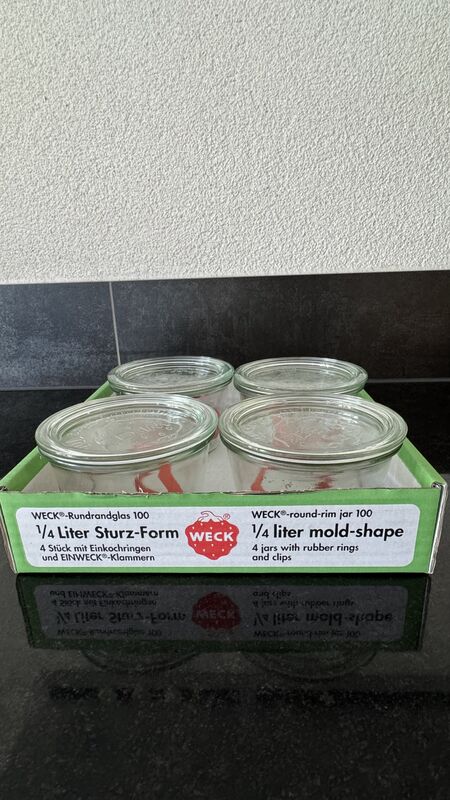 WECK®-Rundrandglas 100
1/4 Liter Sturz-Form
4 Stück mit Einkochringen
und EINWECK®-Klammern
WECK®
WECK®-round-rim jar 100
1/4 liter mold-shape
4 jars with rubber rings
and clips